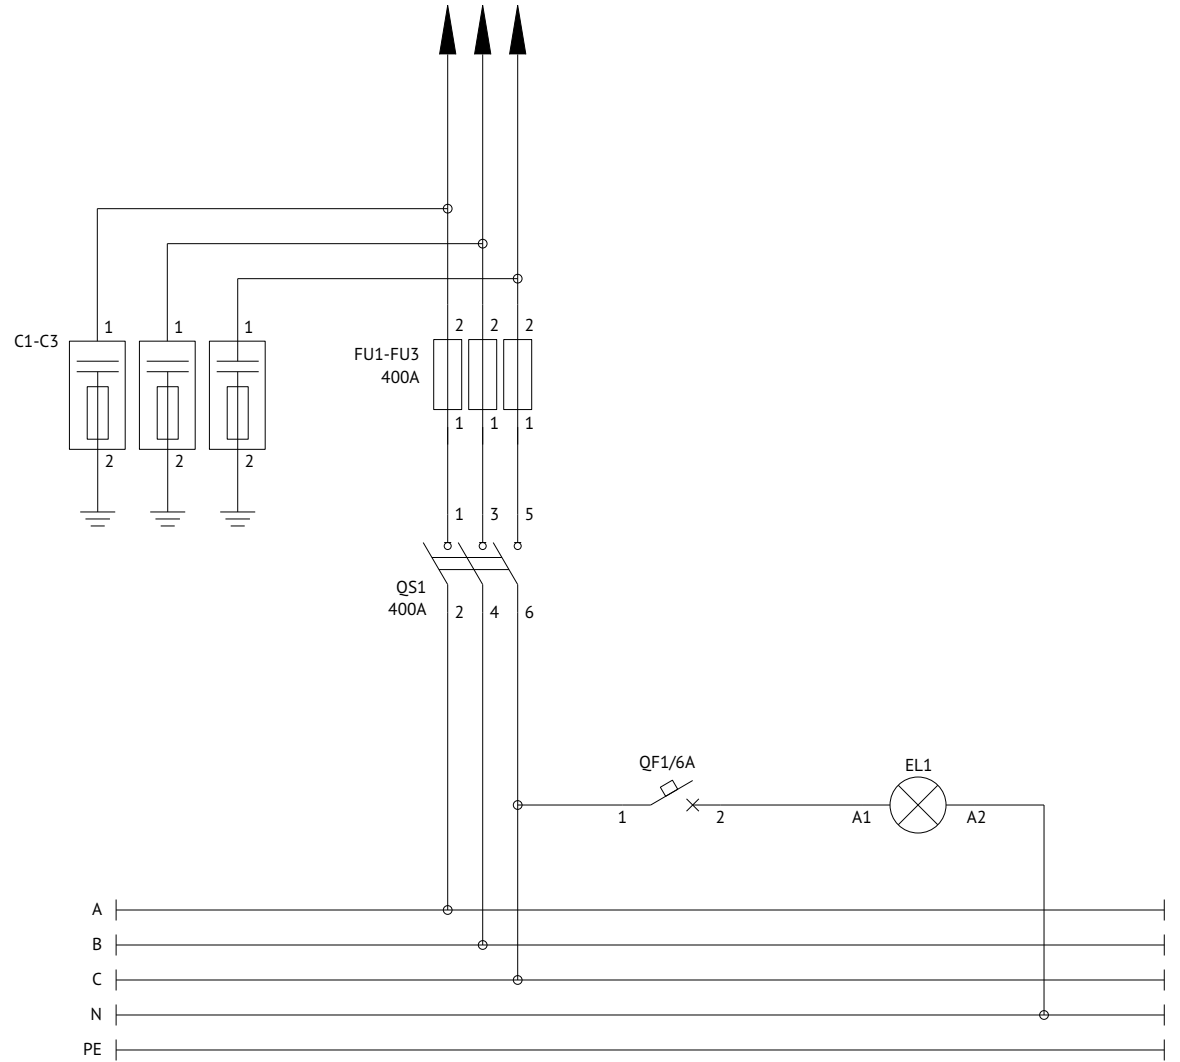 1 1 1
C1-C3
2 2 2
2 2 2
FU1-FU3
400A
1 1 1
1 3 5
QS1
400A
2 4 6
QF1/6A
1 2
EL1
A1 A2
A
B
C
N
PE